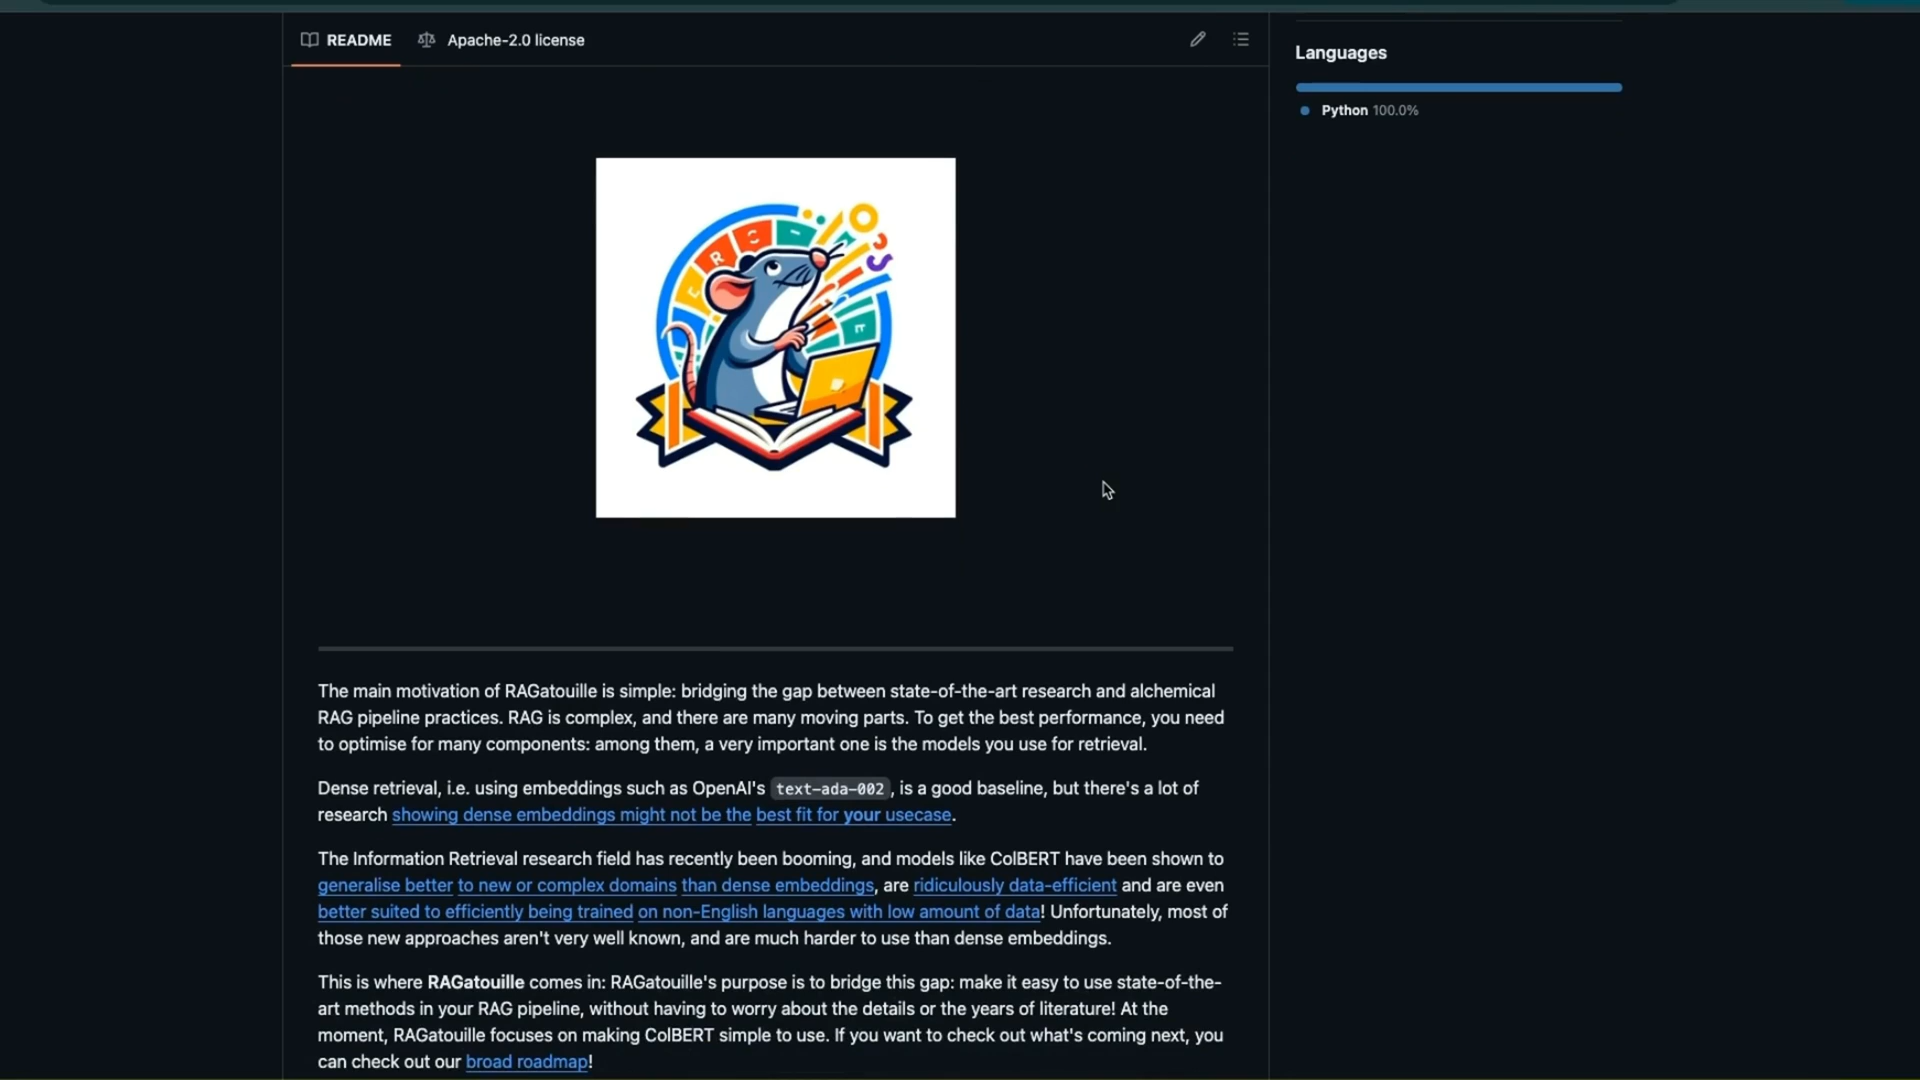 README
Apache-2.0 license
Languages
Python 100.0%
R C
The main motivation of RAGatouille is simple: bridging the gap between state-of-the-art research and alchemical
RAG pipeline practices. RAG is complex, and there are many moving parts. To get the best performance, you need
to optimise for many components: among them, a very important one is the models you use for retrieval.
Dense retrieval, i.e. using embeddings such as OpenAI's text-ada-002, is a good baseline, but there's a lot of
research showing dense embeddings might not be the best fit for your usecase.
The Information Retrieval research field has recently been booming, and models like ColBERT have been shown to
generalise better to new or complex domains than dense embeddings, are ridiculously data-efficient and are even
better suited to efficiently being trained on non-English languages with low amount of data! Unfortunately, most of
those new approaches aren't very well known, and are much harder to use than dense embeddings.
This is where RAGatouille comes in: RAGatouille's purpose is to bridge this gap: make it easy to use state-of-the-
art methods in your RAG pipeline, without having to worry about the details or the years of literature! At the
moment, RAGatouille focuses on making ColBERT simple to use. If you want to check out what's coming next, you
can check out our broad roadmap!